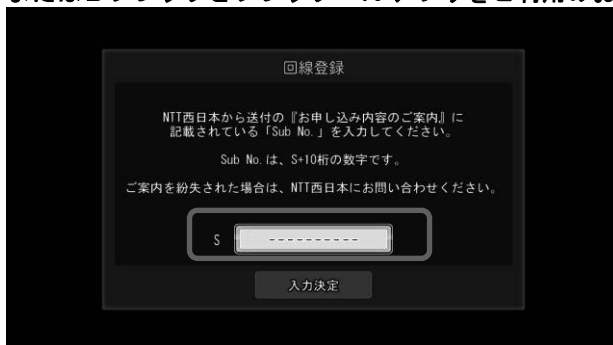 回線登録
NTT西日本から送付の『お申し込み内容のご案内』に
記載されている「Sub No.」を入力してください。
Sub No.は、S+10桁の数字です。
ご案内を紛失された場合は、NTT西日本にお問い合わせください。
S ----------
入力決定